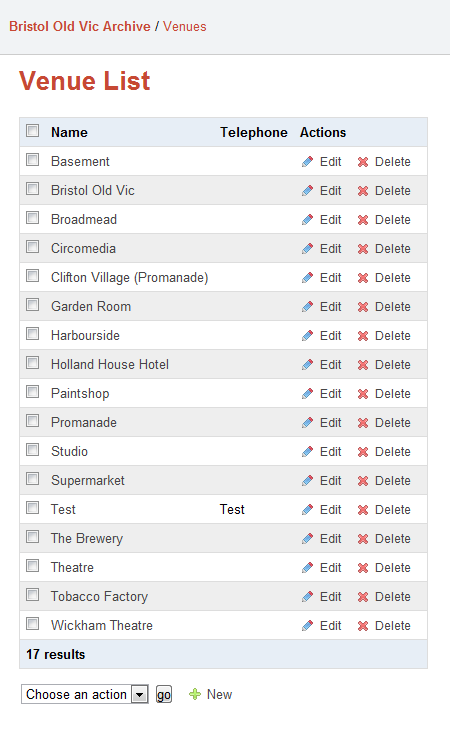 Bristol Old Vic Archive / Venues
Venue List
Name Telephone Actions
Basement Edit Delete
Bristol Old Vic Edit Delete
Broadmead Edit Delete
Circomedia Edit Delete
Clifton Village (Promanade) Edit Delete
Garden Room Edit Delete
Harbourside Edit Delete
Holland House Hotel Edit Delete
Paintshop Edit Delete
Promanade Edit Delete
Studio Edit Delete
Supermarket Edit Delete
Test Test Edit Delete
The Brewery Edit Delete
Theatre Edit Delete
Tobacco Factory Edit Delete
Wickham Theatre Edit Delete
17 results
Choose an action go New